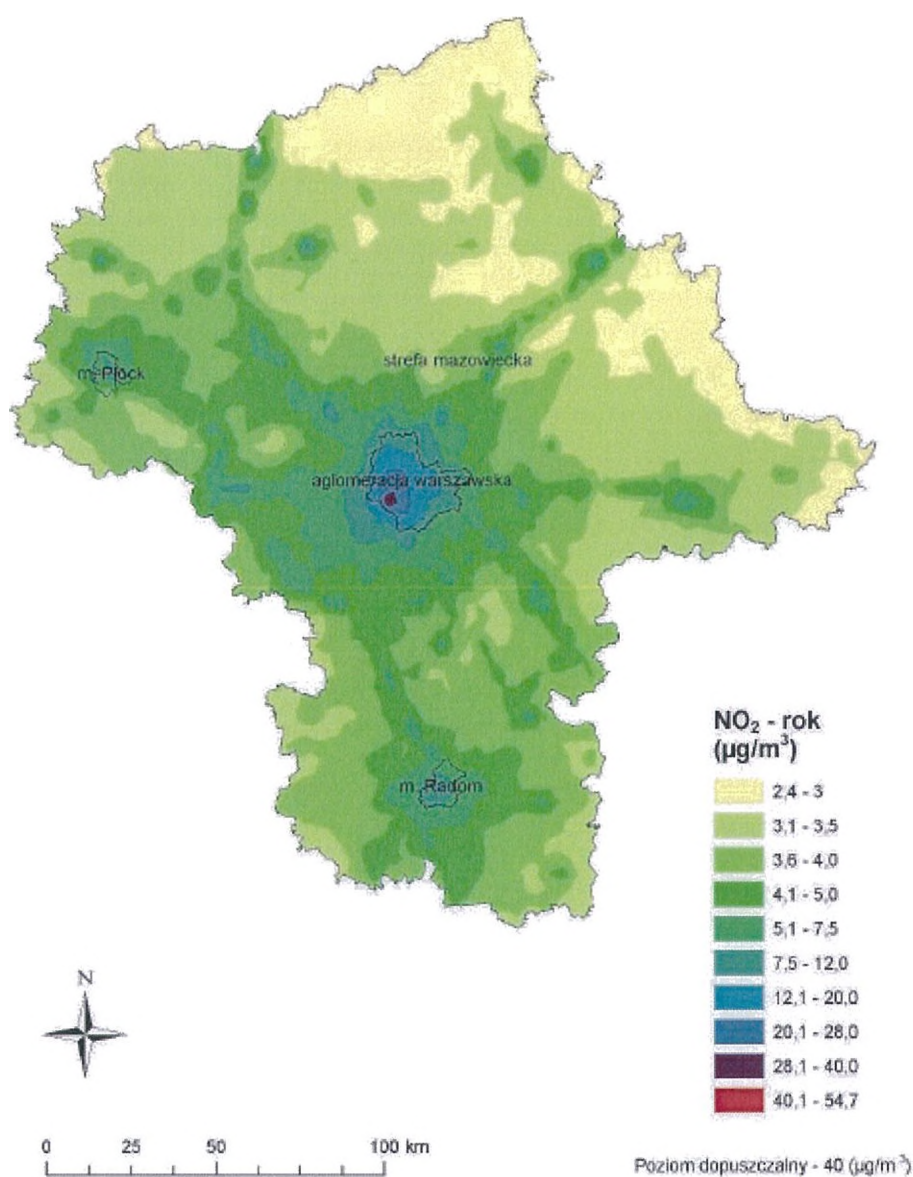 strefa mazowiecka
m. Płock
aglomeracja warszawska
m. Radom
NO₂ - rok
(µg/m³)
2,4 - 3
3,1 - 3,5
3,6 - 4,0
4,1 - 5,0
5,1 - 7,5
7,5 - 12,0
12,1 - 20,0
20,1 - 28,0
28,1 - 40,0
40,1 - 54,7
N
0 25 50 100 km
Poziom dopuszczalny - 40 (µg/m³)